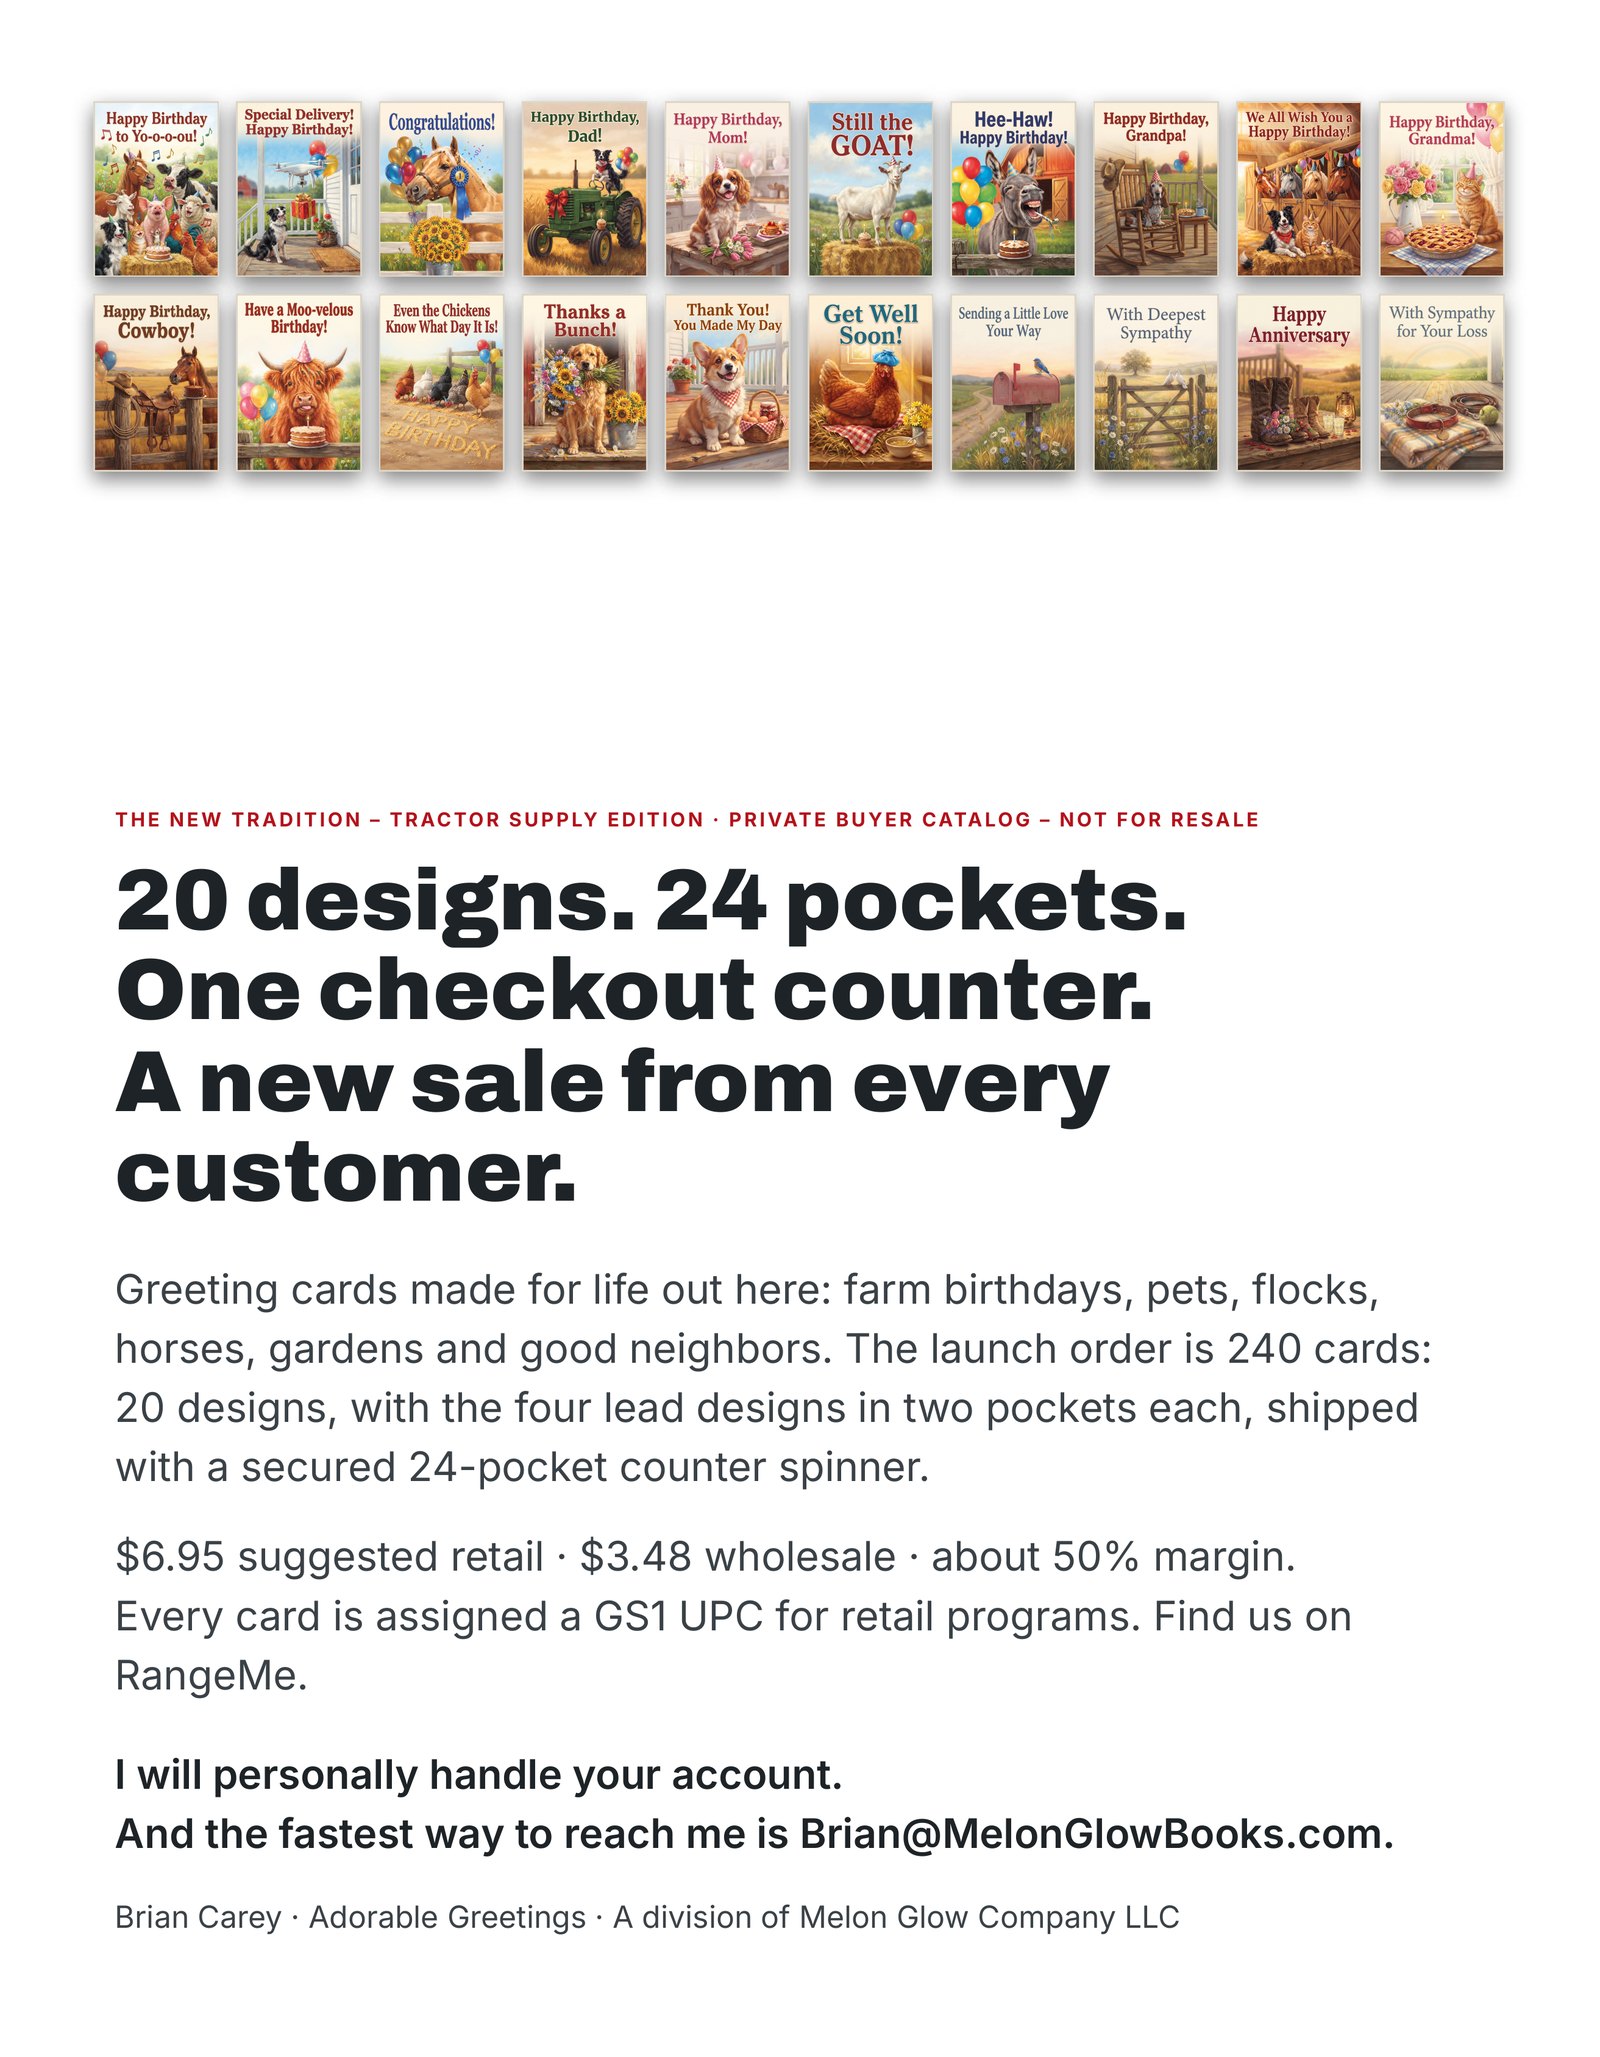 Happy Birthday
to Yo-o-o-ou!
Special Delivery!
Happy Birthday!
Congratulations!
Happy Birthday,
Dad!
Happy Birthday,
Mom!
Still the
GOAT!
Hee-Haw!
Happy Birthday!
Happy Birthday,
Grandpa!
We All Wish You a
Happy Birthday!
Happy Birthday,
Grandma!
Happy Birthday,
Cowboy!
Have a Moo-velous
Birthday!
Even the Chickens
Know What Day It Is!
HAPPY
BIRTHDAY
Thanks a
Bunch!
Thank You!
You Made My Day
Get Well
Soon!
Sending a Little Love
Your Way
With Deepest
Sympathy
Happy
Anniversary
With Sympathy
for Your Loss
THE NEW TRADITION – TRACTOR SUPPLY EDITION · PRIVATE BUYER CATALOG – NOT FOR RESALE
20 designs. 24 pockets.
One checkout counter.
A new sale from every
customer.
Greeting cards made for life out here: farm birthdays, pets, flocks,
horses, gardens and good neighbors. The launch order is 240 cards:
20 designs, with the four lead designs in two pockets each, shipped
with a secured 24-pocket counter spinner.
$6.95 suggested retail · $3.48 wholesale · about 50% margin.
Every card is assigned a GS1 UPC for retail programs. Find us on
RangeMe.
I will personally handle your account.
And the fastest way to reach me is Brian@MelonGlowBooks.com.
Brian Carey · Adorable Greetings · A division of Melon Glow Company LLC